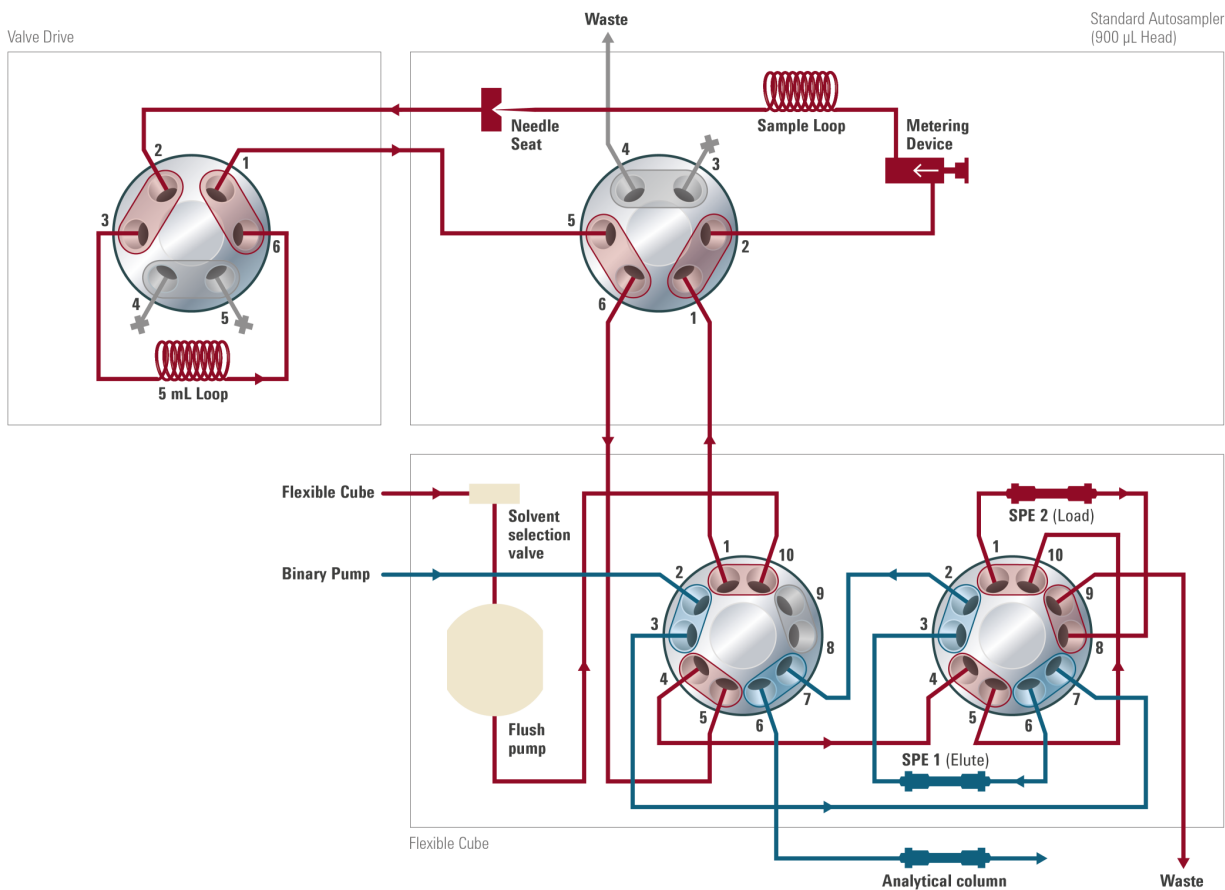 Valve Drive
Waste
Standard Autosampler
(900 µL Head)
Needle
Seat
Sample Loop
Metering
Device
2
1
3
6
4
5
5 mL Loop
4
3
5
2
6
1
Flexible Cube
Solvent
selection
valve
Binary Pump
Flush
pump
1
10
2
9
3
8
4
7
5
6
SPE 2 (Load)
1
10
2
9
3
8
4
7
5
6
SPE 1 (Elute)
Flexible Cube
Analytical column
Waste